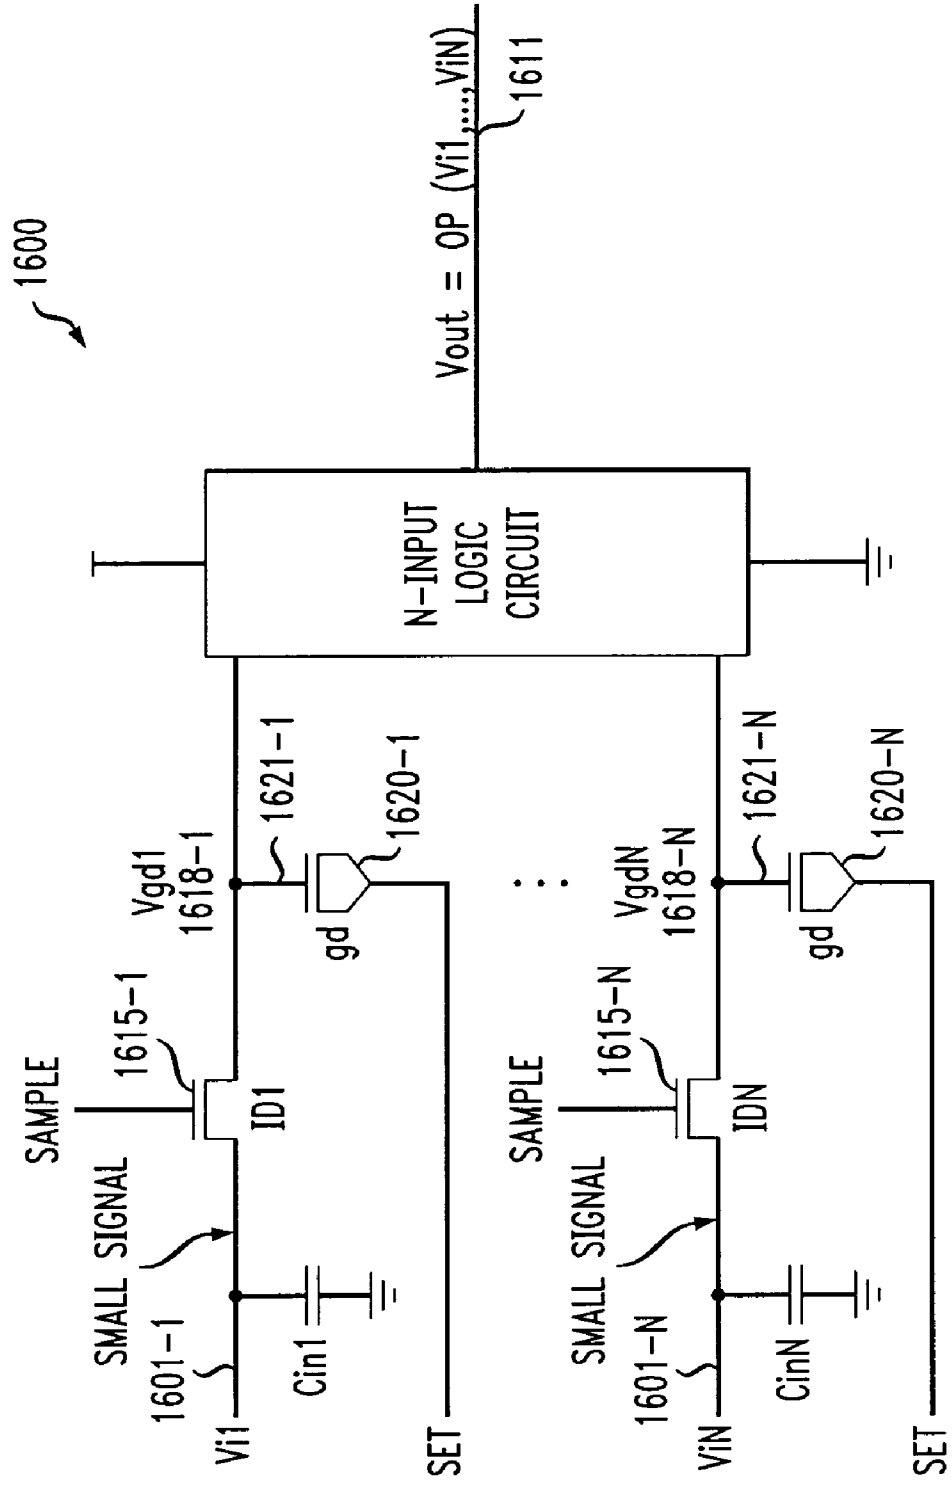 1600
SAMPLE
1615-1
SMALL SIGNAL
1601-1
Vi1
Cin1
ID1
Vgd1
1618-1
1621-1
1620-1
gd
SET
N-INPUT
LOGIC
CIRCUIT
Vout = OP (Vi1,...,ViN)
1611
...
SAMPLE
1615-N
SMALL SIGNAL
1601-N
ViN
CinN
IDN
VgdN
1618-N
1621-N
1620-N
gd
SET